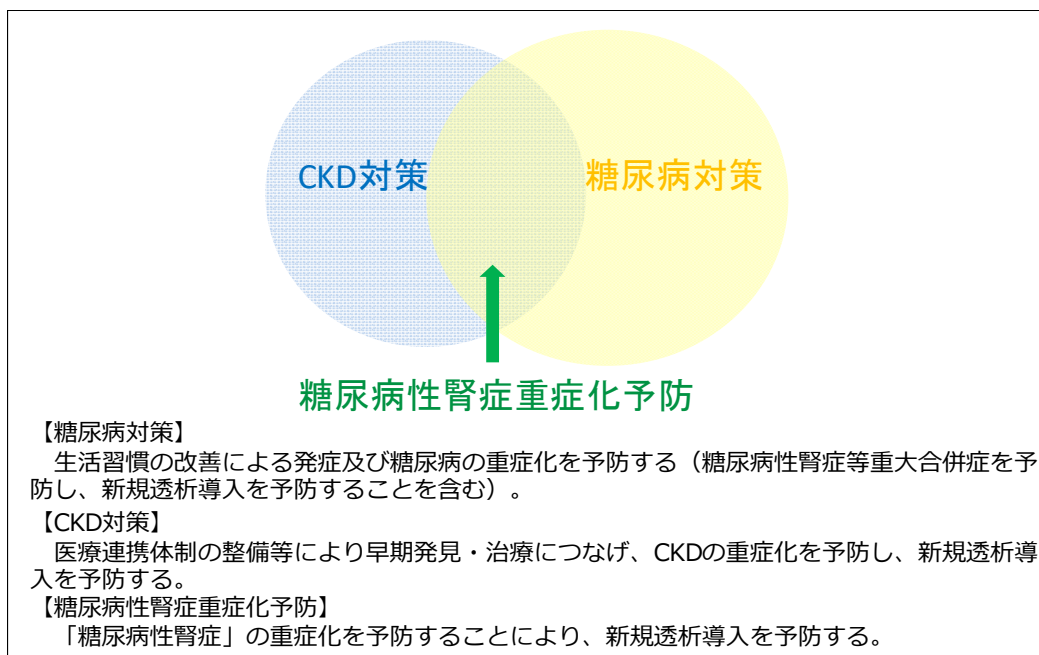 CKD対策
糖尿病対策
糖尿病性腎症重症化予防
【糖尿病対策】
　生活習慣の改善による発症及び糖尿病の重症化を予防する（糖尿病性腎症等重大合併症を予
防し、新規透析導入を予防することを含む）。
【CKD対策】
　医療連携体制の整備等により早期発見・治療につなげ、CKDの重症化を予防し、新規透析導
入を予防する。
【糖尿病性腎症重症化予防】
　「糖尿病性腎症」の重症化を予防することにより、新規透析導入を予防する。